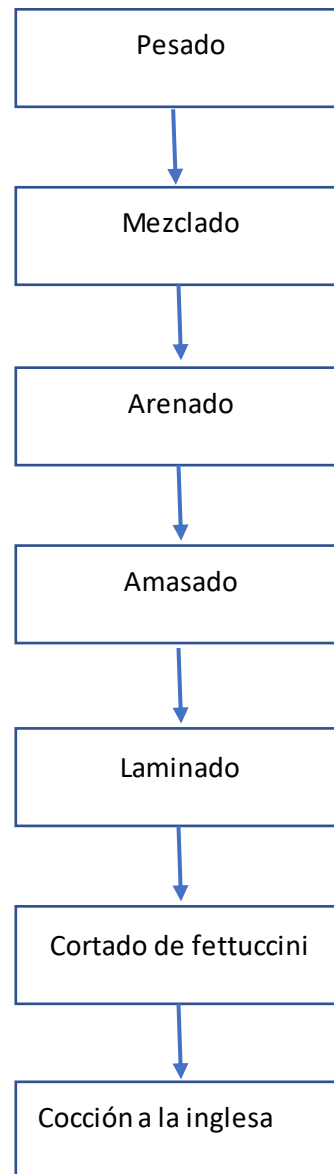 Pesado
Mezclado
Arenado
Amasado
Laminado
Cortado de fettuccini
Cocción a la inglesa